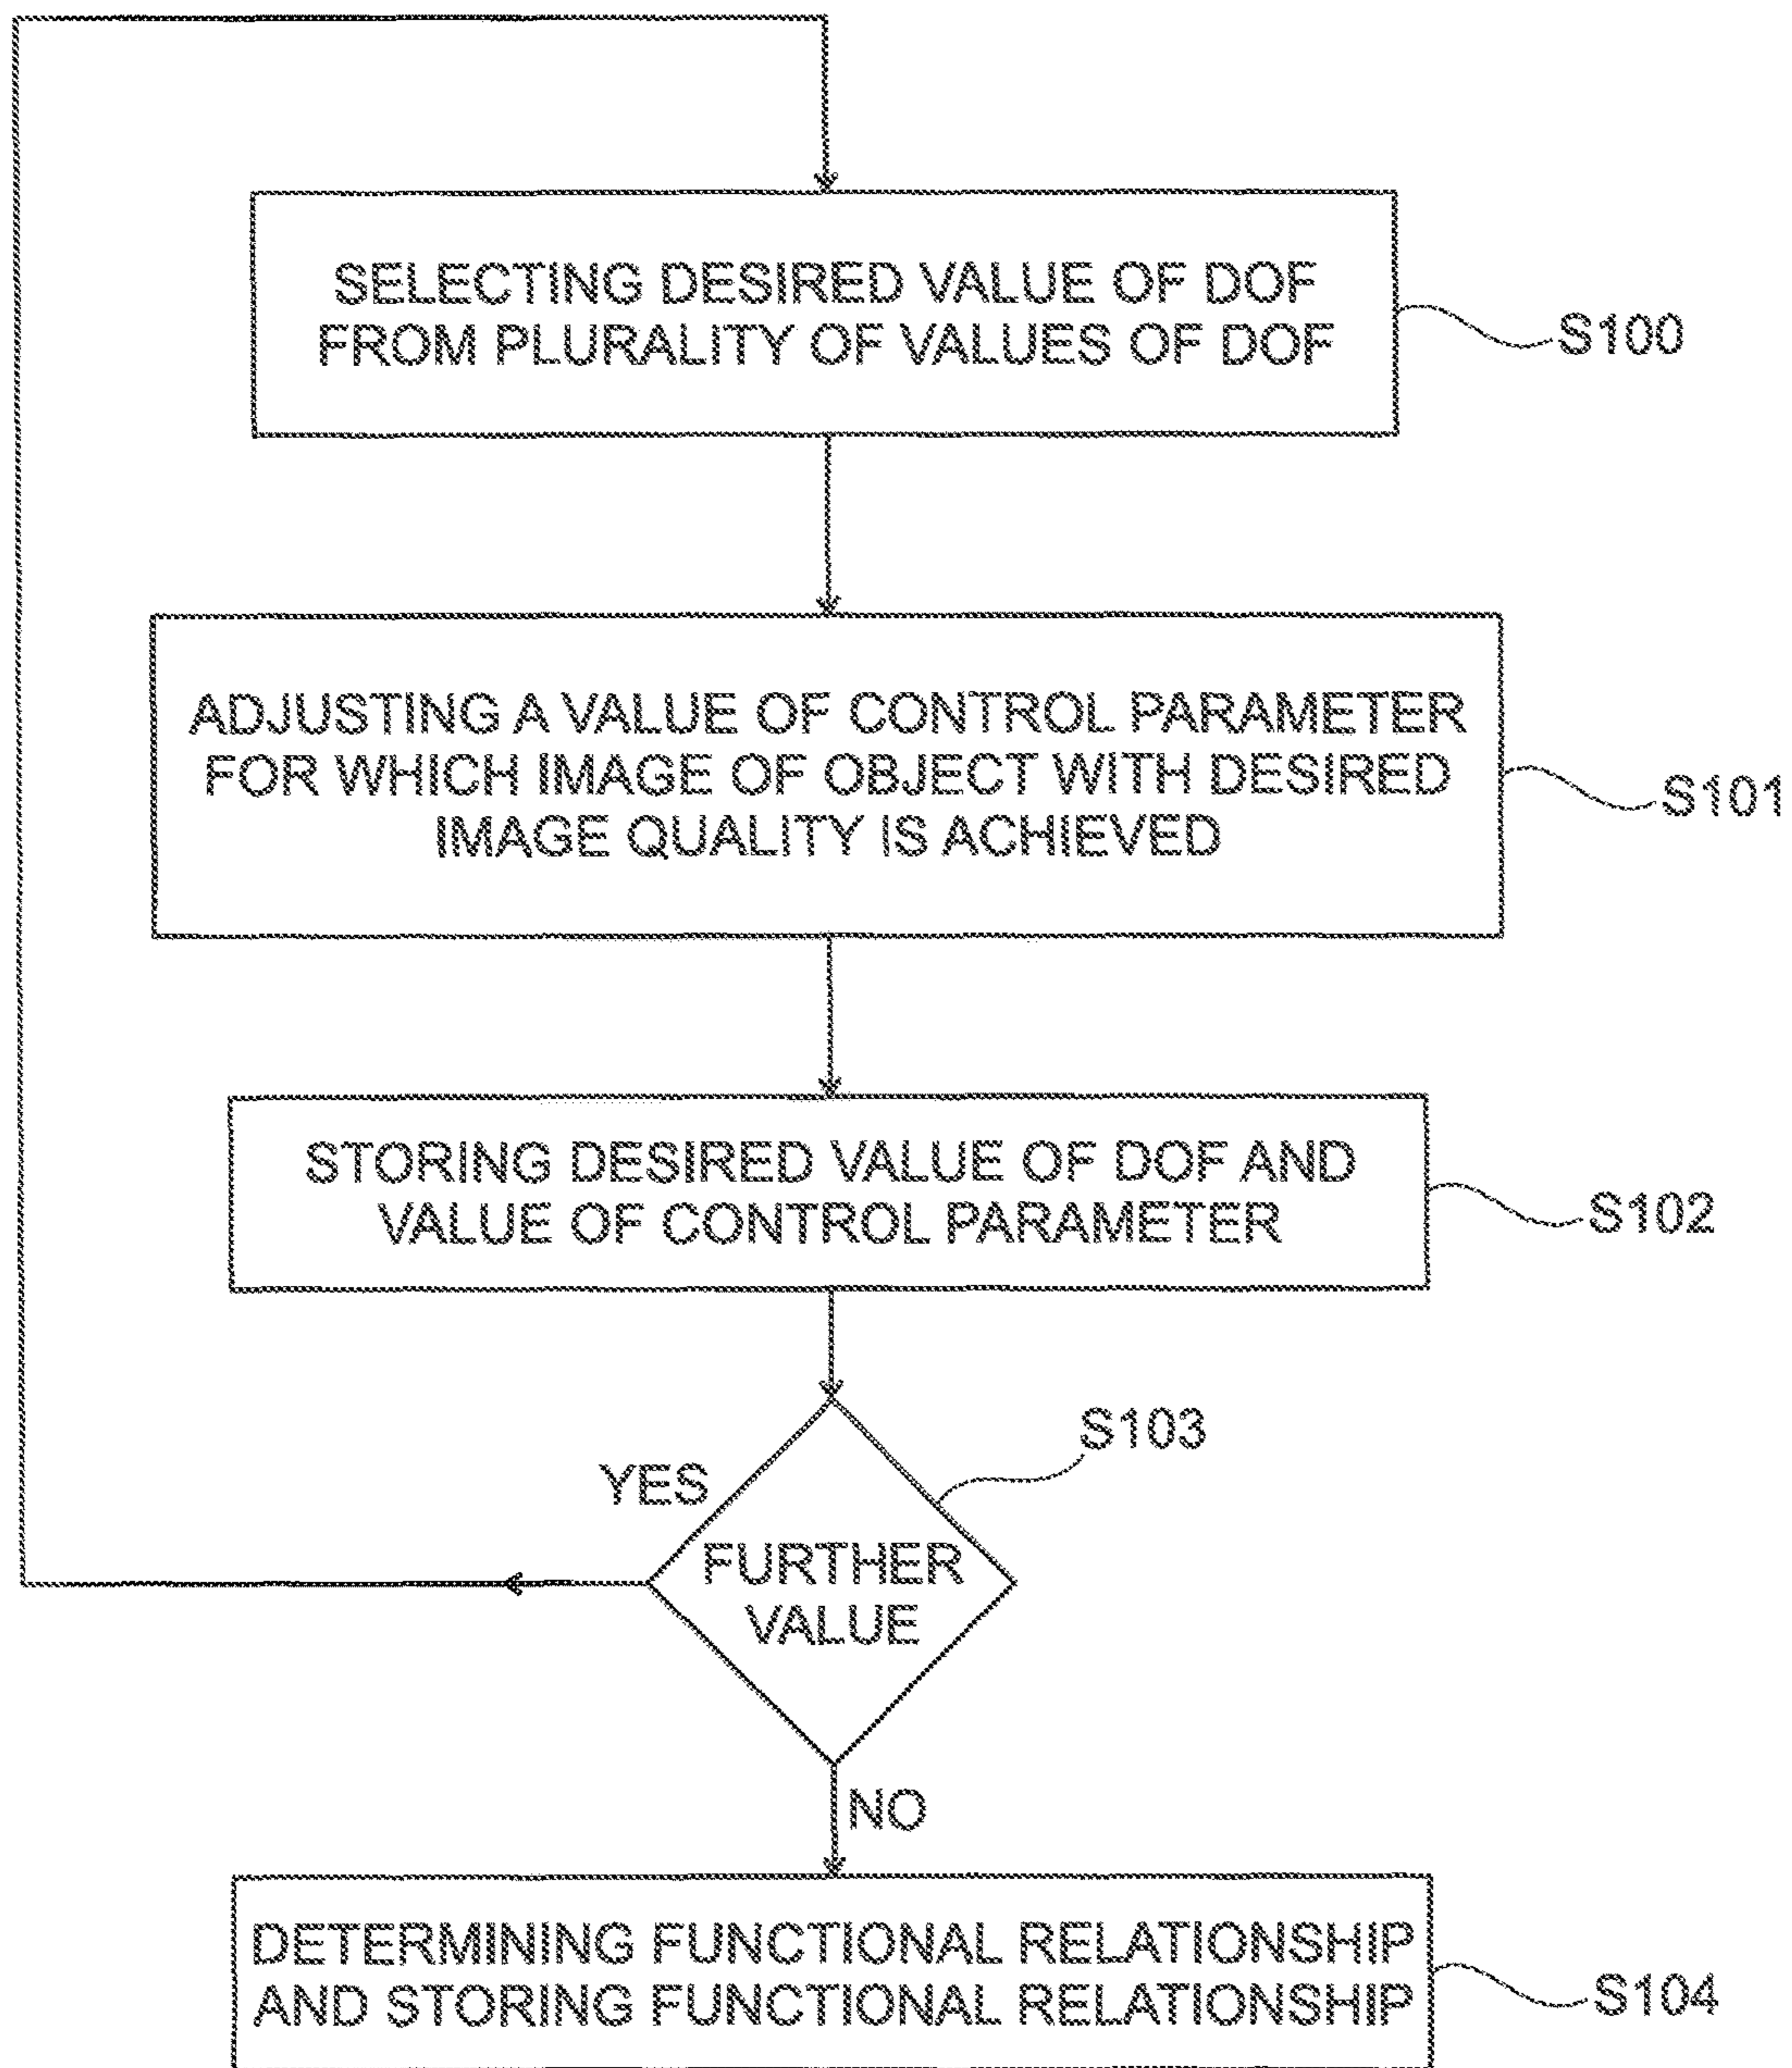 SELECTING DESIRED VALUE OF DOF
FROM PLURALITY OF VALUES OF DOF
S100
ADJUSTING A VALUE OF CONTROL PARAMETER
FOR WHICH IMAGE OF OBJECT WITH DESIRED
IMAGE QUALITY IS ACHIEVED
S101
STORING DESIRED VALUE OF DOF AND
VALUE OF CONTROL PARAMETER
S102
S103
YES
FURTHER
VALUE
NO
DETERMINING FUNCTIONAL RELATIONSHIP
AND STORING FUNCTIONAL RELATIONSHIP
S104